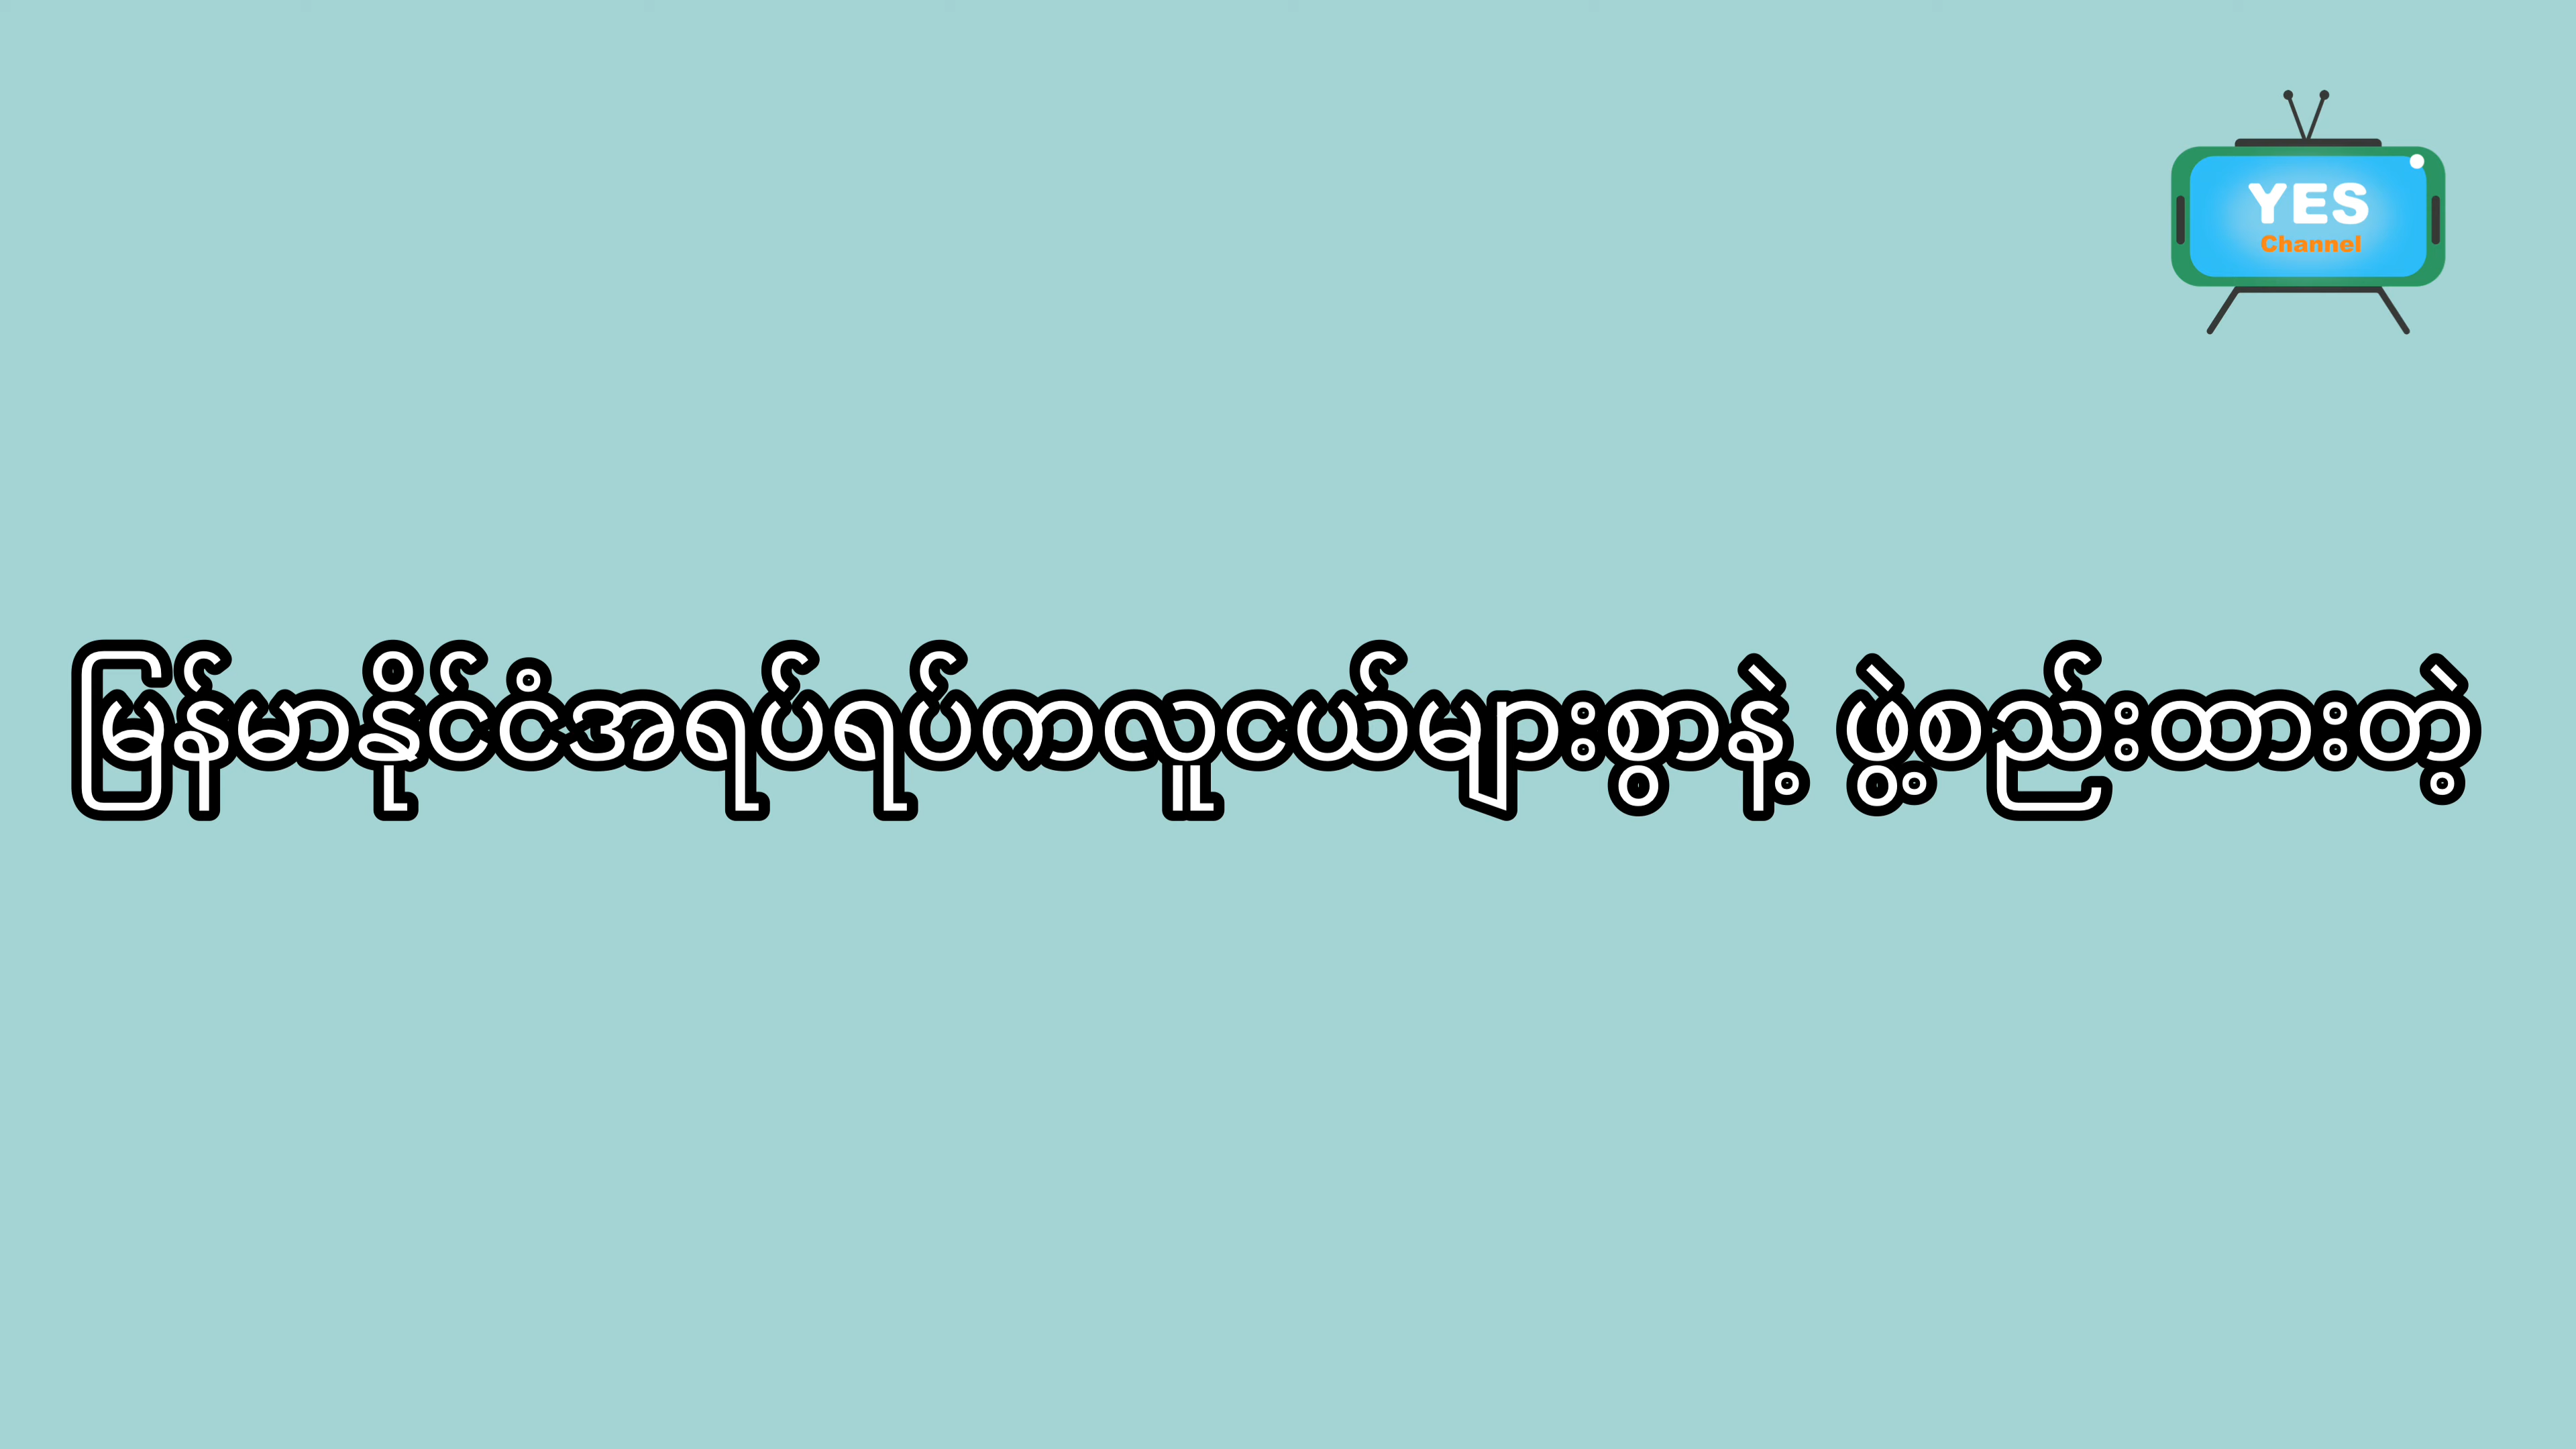 YES
Channel
မြန်မာနိုင်ငံအရပ်ရပ်ကလူငယ်များစွာနဲ့ ဖွဲ့စည်းထားတဲ့